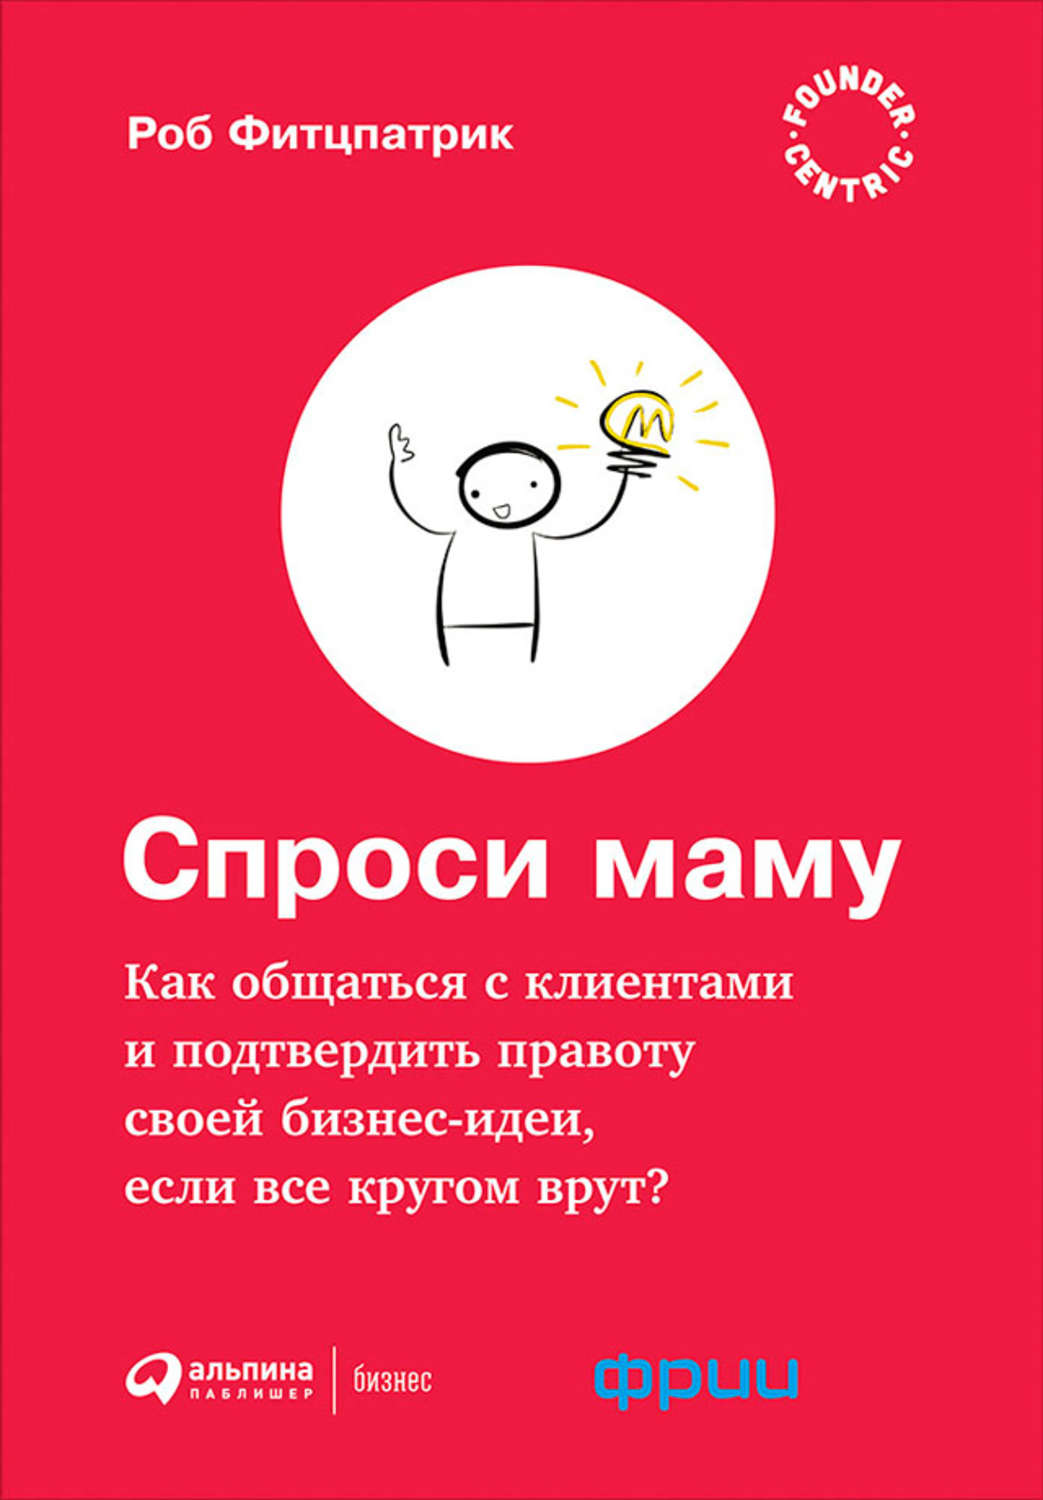 Роб Фитцпатрик
FOUNDER
CENTRIC
M
Спроси маму
Как общаться с клиентами
и подтвердить правоту
своей бизнес-идеи,
если все кругом врут?
альпина
ПАБЛИШЕР
бизнес
фрии